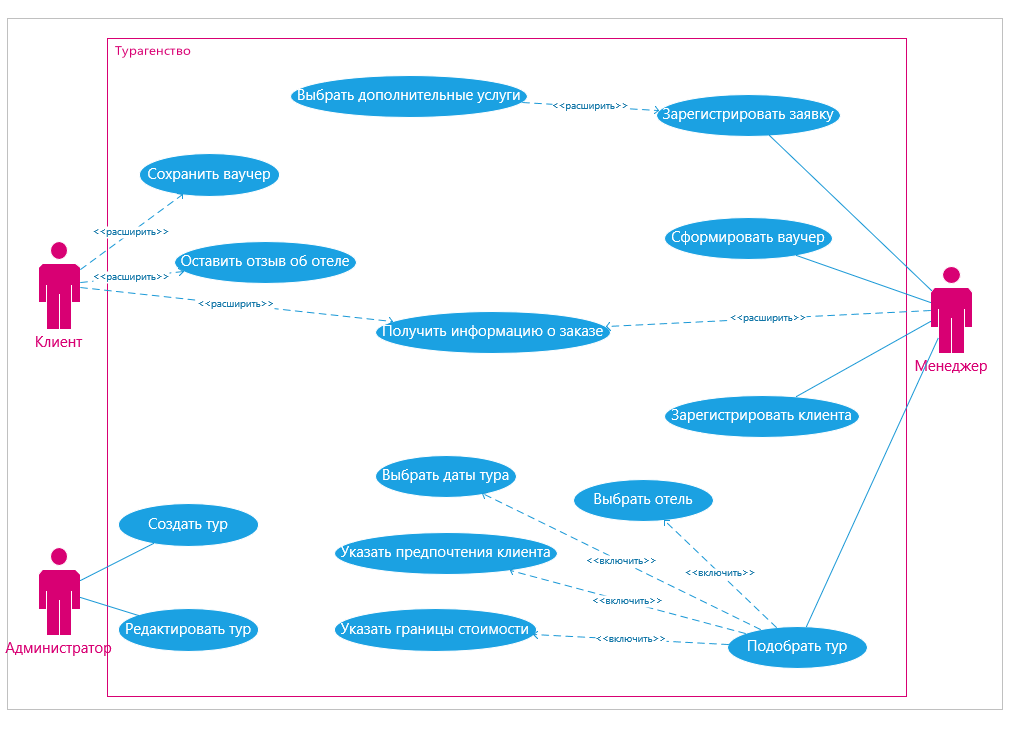 Турагенство
Выбрать дополнительные услуги
<<расширить>>
Зарегистрировать заявку
Сохранить ваучер
<<расширить>>
Сформировать ваучер
Оставить отзыв об отеле
<<расширить>>
<<расширить>>
Получить информацию о заказе
<<расширить>>
Клиент
Менеджер
Зарегистрировать клиента
Выбрать даты тура
Выбрать отель
Создать тур
Указать предпочтения клиента
<<включить>>
<<включить>>
<<включить>>
Редактировать тур
Указать границы стоимости
<<включить>>
Подобрать тур
Администратор